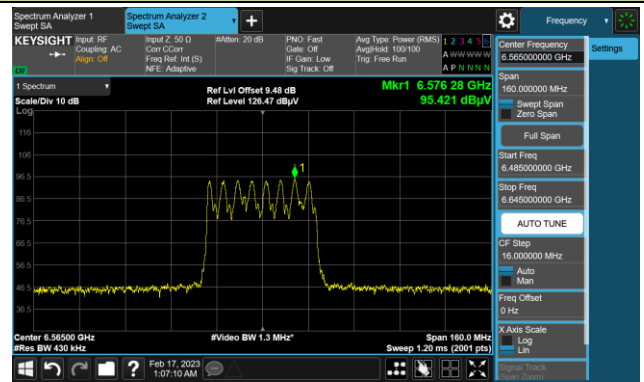 Spectrum Analyzer 1
Swept SA
Spectrum Analyzer 2
Swept SA
Frequency
KEYSIGHT
Input: RF
Coupling: AC
Align: Off
Input Z: 50 Ω
Corr CCorr
Freq Ref: Int (S)
NFE: Adaptive
#Atten: 20 dB
PNO: Fast
Gate: Off
IF Gain: Low
Sig Track: Off
Avg Type: Power (RMS)
Avg|Hold: 100/100
Trig: Free Run
1 2 3 4 5 6
A W W W W W
A P N N N N
LW
1 Spectrum
Scale/Div 10 dB
Log
Ref Lvl Offset 9.48 dB
Ref Level 126.47 dBµV
Mkr1 6.576 28 GHz
95.421 dBµV
116
106
96.5
86.5
76.5
66.5
56.5
46.5
36.5
1
Center 6.56500 GHz
#Res BW 430 kHz
#Video BW 1.3 MHz*
Span 160.0 MHz
Sweep 1.20 ms (2001 pts)
Feb 17, 2023
1:07:10 AM
Center Frequency
6.565000000 GHz
Settings
Span
160.000000 MHz
Swept Span
Zero Span
Full Span
Start Freq
6.485000000 GHz
Stop Freq
6.645000000 GHz
AUTO TUNE
CF Step
16.000000 MHz
Auto
Man
Freq Offset
0 Hz
X Axis Scale
Log
Lin
Signal Track
(Span Zoom)